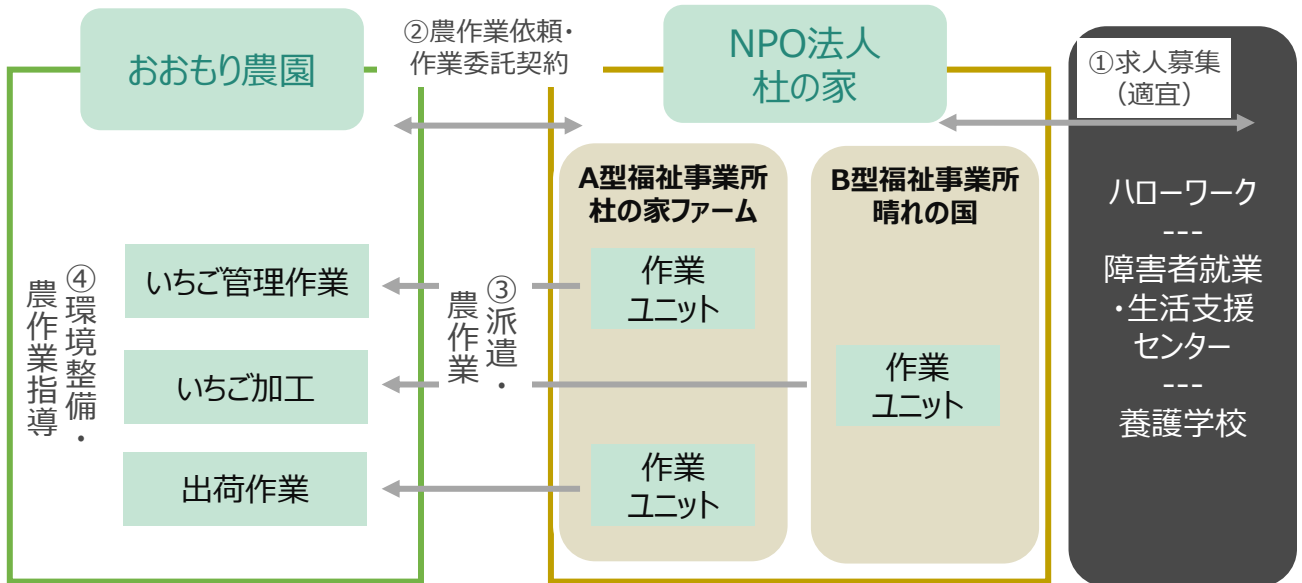 おおもり農園
②農作業依頼・
作業委託契約
NPO法人
杜の家
①求人募集
（適宜）
A型福祉事業所
杜の家ファーム
B型福祉事業所
晴れの国
ハローワーク
---
障害者就業
・生活支援
センター
---
養護学校
④環境整備・
農作業指導
いちご管理作業
いちご加工
出荷作業
③派遣・
農作業
作業
ユニット
作業
ユニット
作業
ユニット